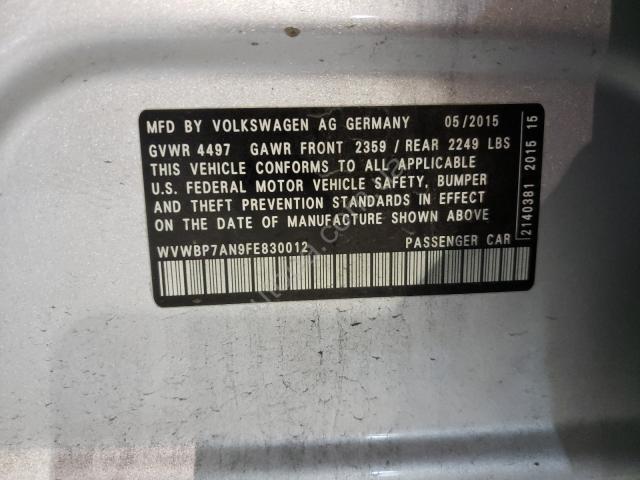 MFD BY VOLKSWAGEN AG GERMANY 05/2015
GVWR 4497 GAWR FRONT 2359 / REAR 2249 LBS
THIS VEHICLE CONFORMS TO ALL APPLICABLE
U.S. FEDERAL MOTOR VEHICLE SAFETY, BUMPER
AND THEFT PREVENTION STANDARDS IN EFFECT
ON THE DATE OF MANUFACTURE SHOWN ABOVE
WVWBP7AN9FE830012 PASSENGER CAR
2140381 2015 15